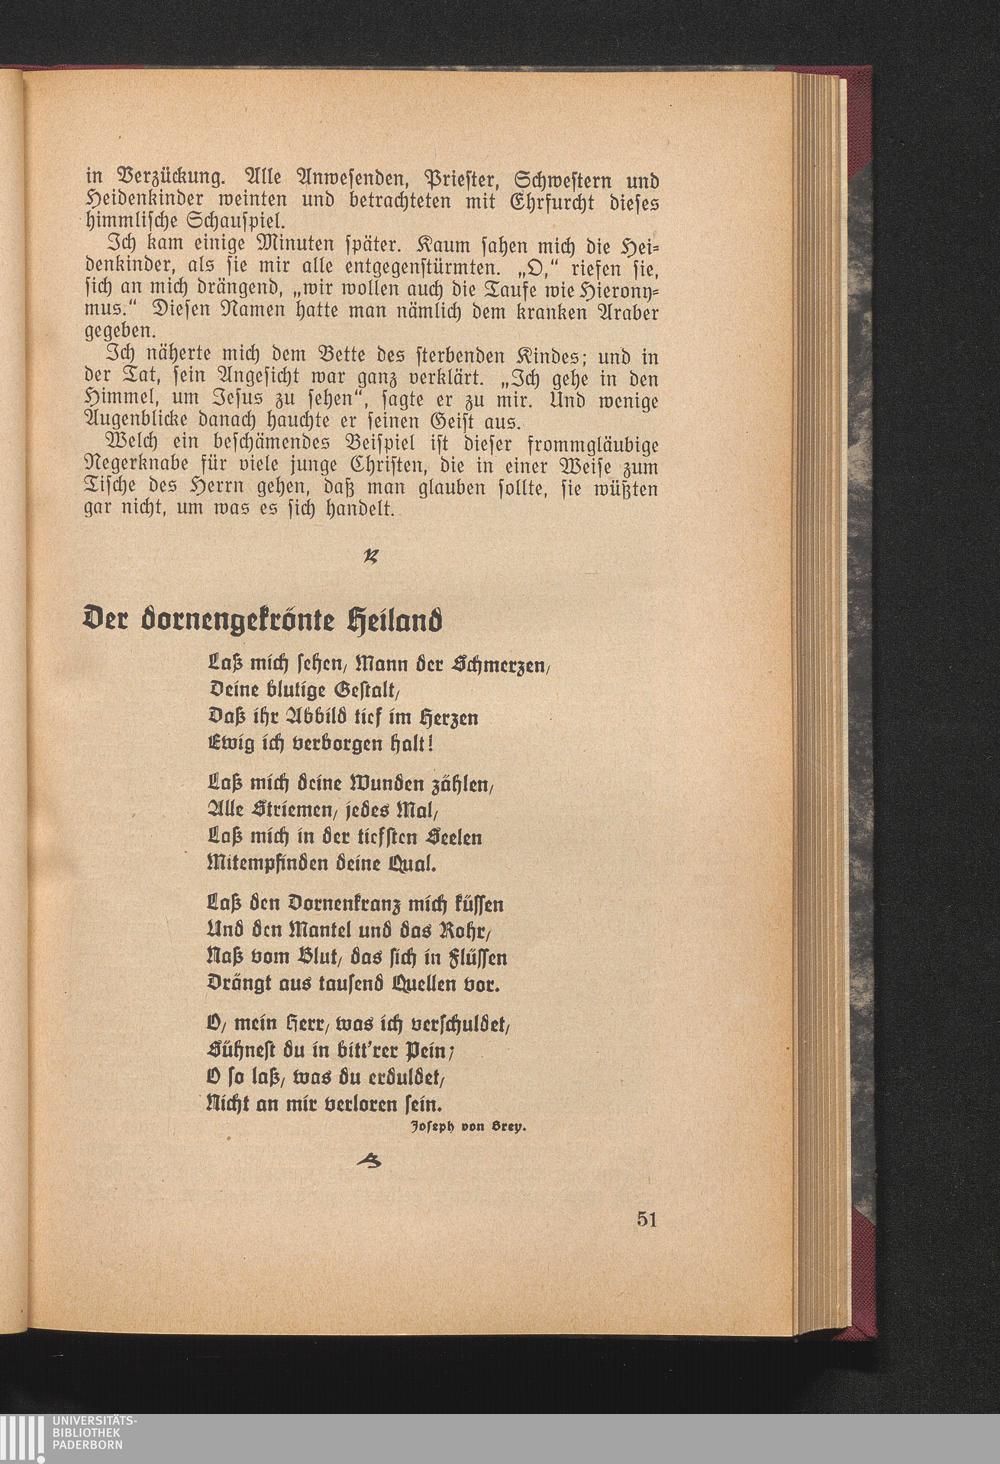 in Verzückung. Alle Anwesenden, Priester, Schwestern und
Heidenkinder weinten und betrachteten mit Ehrfurcht dieses
himmlische Schauspiel.
Ich kam einige Minuten später. Kaum sahen mich die Hei-
denkinder, als sie mir alle entgegenstürmten. „O,“ riefen sie,
sich an mich drängend, „wir wollen auch die Taufe wie Hierony-
mus.“ Diesen Namen hatte man nämlich dem kranken Araber
gegeben.
Ich näherte mich dem Bette des sterbenden Kindes; und in
der Tat, sein Angesicht war ganz verklärt. „Ich gehe in den
Himmel, um Jesus zu sehen“, sagte er zu mir. Und wenige
Augenblicke danach hauchte er seinen Geist aus.
Welch ein beschämendes Beispiel ist dieser frommgläubige
Negerknabe für viele junge Christen, die in einer Weise zum
Tische des Herrn gehen, daß man glauben sollte, sie wüßten
gar nicht, um was es sich handelt.
Der dornengekrönte Heiland
Laß mich sehen, Mann der Schmerzen,
Deine blutige Gestalt,
Daß ihr Abbild tief im Herzen
Ewig ich verborgen halt!
Laß mich deine Wunden zählen,
Alle Striemen, jedes Mal,
Laß mich in der tiefsten Seelen
Mitempfinden deine Qual.
Laß den Dornenkranz mich küssen
Und den Mantel und das Rohr,
Naß vom Blut, das sich in Flüssen
Drängt aus tausend Quellen vor.
O, mein Herr, was ich verschuldet,
Sühnest du in bitt'rer Pein;
O so laß, was du erduldet,
Nicht an mir verloren sein.
Joseph von Grey.
51
UNIVERSITÄTS-
BIBLIOTHEK
PADERBORN